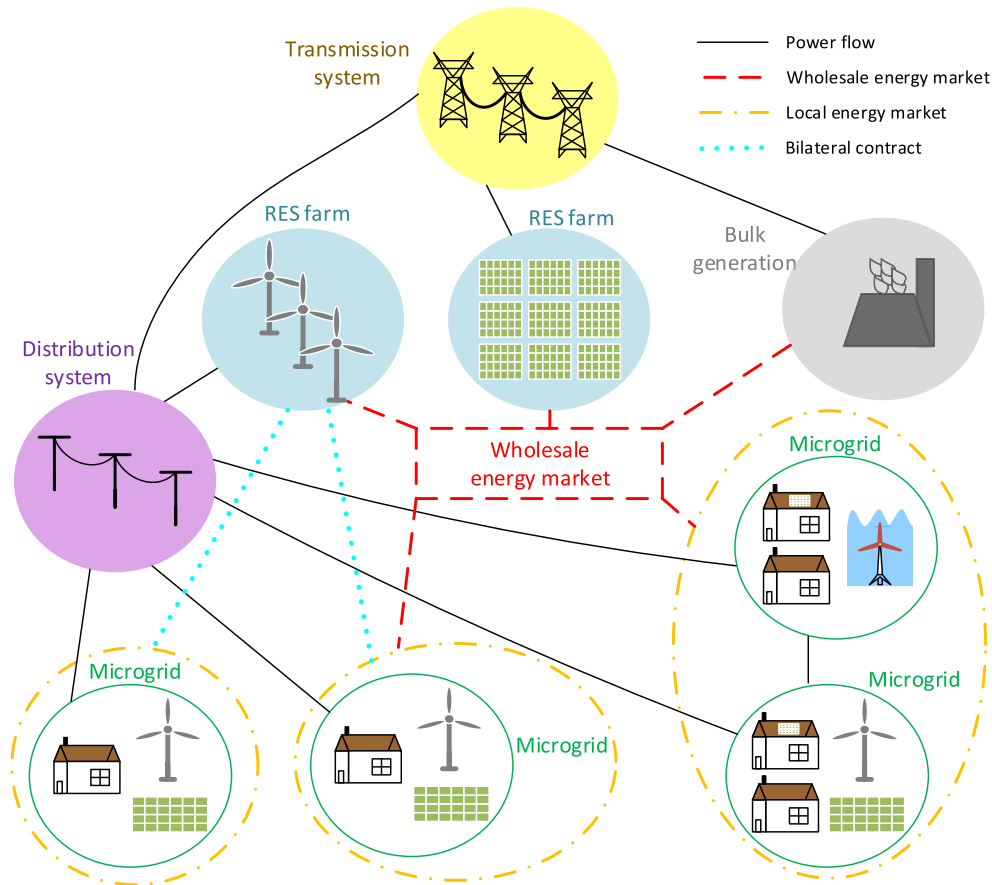 Transmission
system
Power flow
Wholesale energy market
Local energy market
Bilateral contract
RES farm
RES farm
Bulk
generation
Distribution
system
Wholesale
energy market
Microgrid
Microgrid
Microgrid
Microgrid